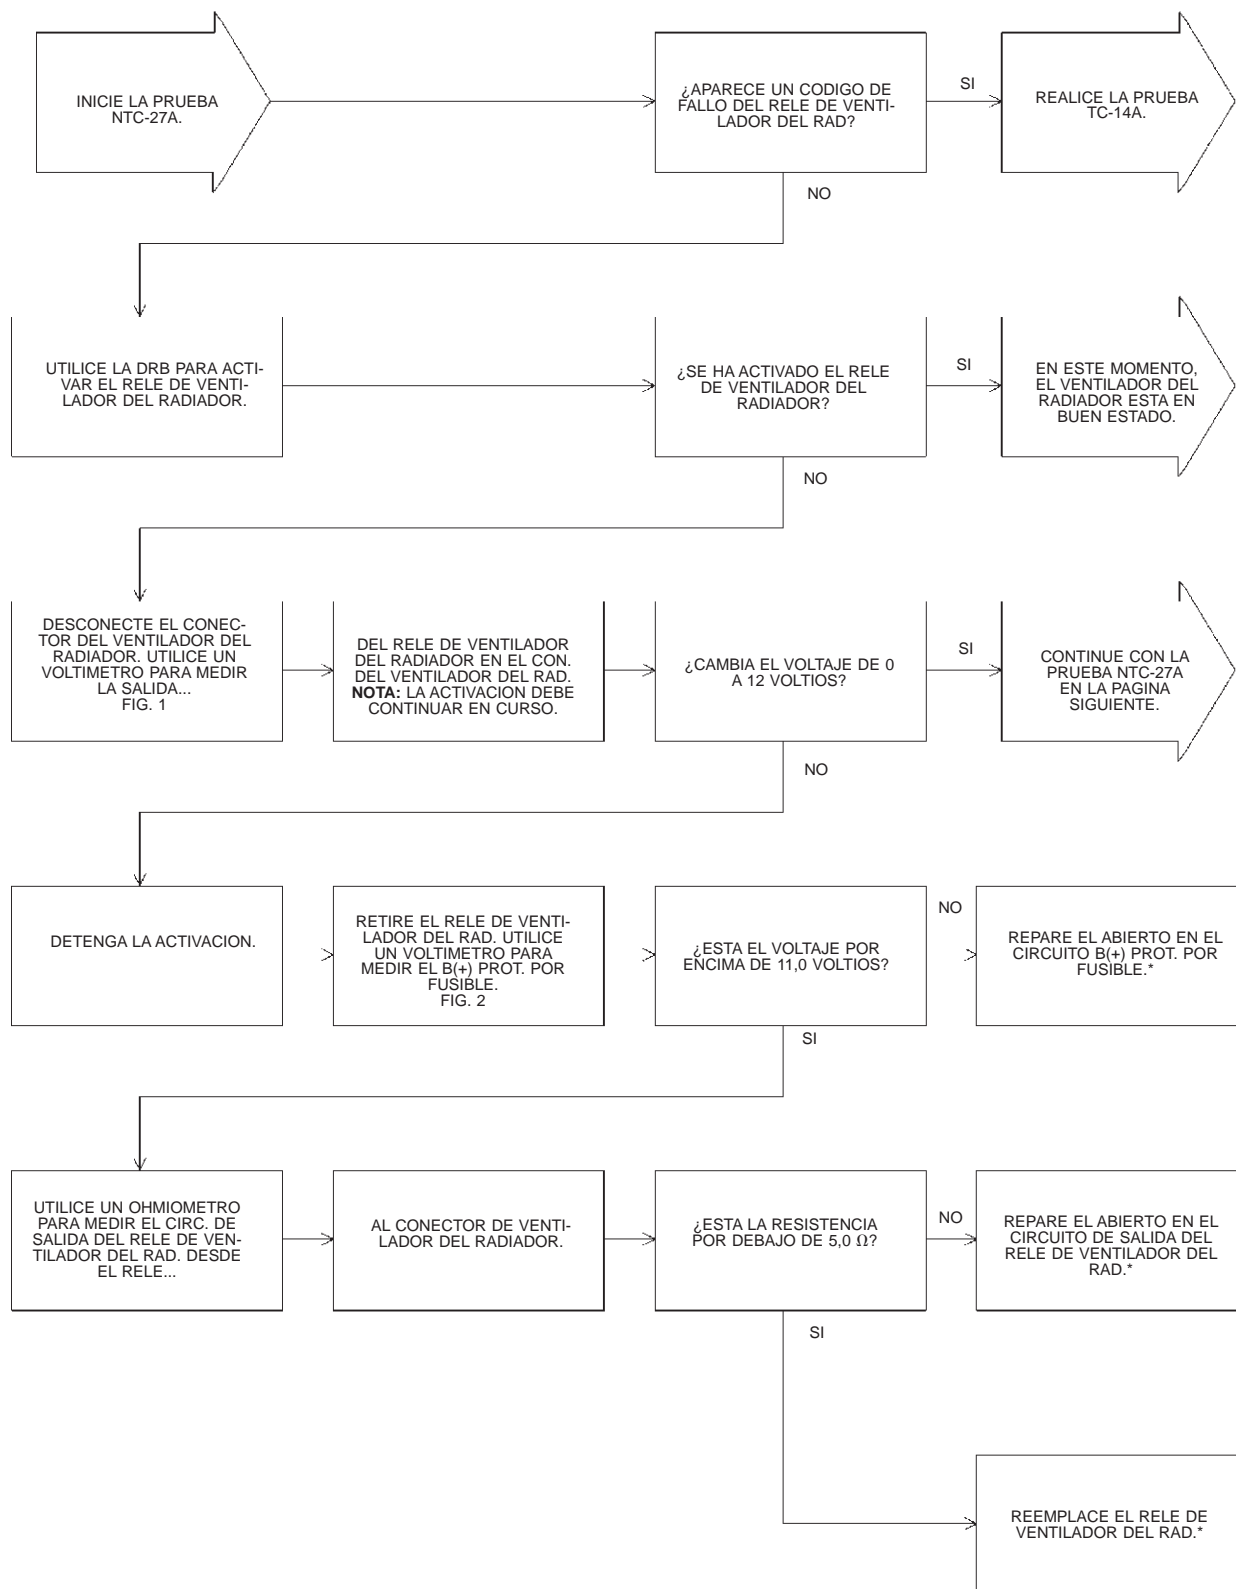 INICIE LA PRUEBA
NTC-27A.
¿APARECE UN CODIGO DE
FALLO DEL RELE DE VENTI-
LADOR DEL RAD?
SI
REALICE LA PRUEBA
TC-14A.
NO
UTILICE LA DRB PARA ACTI-
VAR EL RELE DE VENTI-
LADOR DEL RADIADOR.
¿SE HA ACTIVADO EL RELE
DE VENTILADOR DEL
RADIADOR?
SI
EN ESTE MOMENTO,
EL VENTILADOR DEL
RADIADOR ESTA EN
BUEN ESTADO.
NO
DESCONECTE EL CONEC-
TOR DEL VENTILADOR DEL
RADIADOR. UTILICE UN
VOLTIMETRO PARA MEDIR
LA SALIDA...
FIG. 1
DEL RELE DE VENTILADOR
DEL RADIADOR EN EL CON.
DEL VENTILADOR DEL RAD.
NOTA: LA ACTIVACION DEBE
CONTINUAR EN CURSO.
¿CAMBIA EL VOLTAJE DE 0
A 12 VOLTIOS?
SI
CONTINUE CON LA
PRUEBA NTC-27A
EN LA PAGINA
SIGUIENTE.
NO
DETENGA LA ACTIVACION.
RETIRE EL RELE DE VENTI-
LADOR DEL RAD. UTILICE
UN VOLTIMETRO PARA
MEDIR EL B(+) PROT. POR
FUSIBLE.
FIG. 2
¿ESTA EL VOLTAJE POR
ENCIMA DE 11,0 VOLTIOS?
NO
REPARE EL ABIERTO EN EL
CIRCUITO B(+) PROT. POR
FUSIBLE.*
SI
UTILICE UN OHMIOMETRO
PARA MEDIR EL CIRC. DE
SALIDA DEL RELE DE VEN-
TILADOR DEL RAD. DESDE
EL RELE...
AL CONECTOR DE VENTI-
LADOR DEL RADIADOR.
¿ESTA LA RESISTENCIA
POR DEBAJO DE 5,0 Ω?
NO
REPARE EL ABIERTO EN EL
CIRCUITO DE SALIDA DEL
RELE DE VENTILADOR DEL
RAD.*
SI
REEMPLACE EL RELE DE
VENTILADOR DEL RAD.*